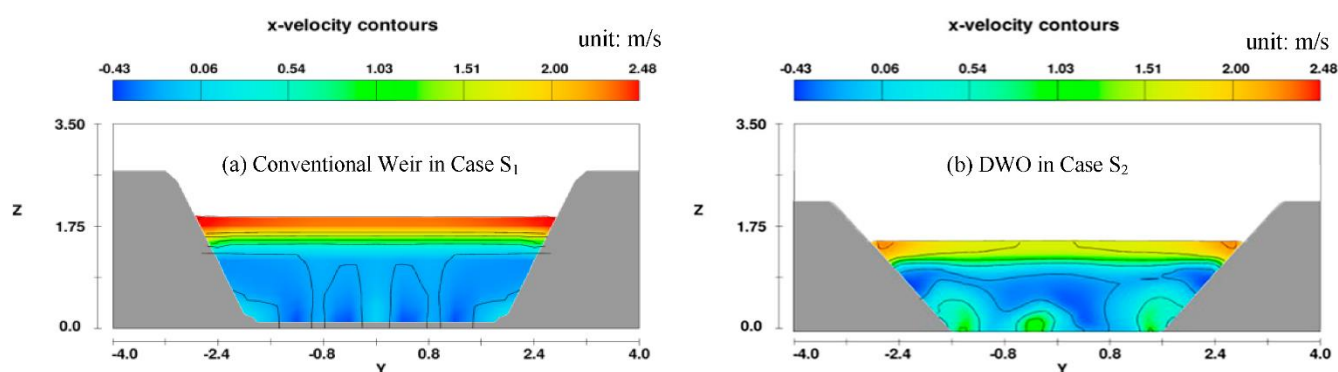 x-velocity contours
unit: m/s
-0.43 0.06 0.54 1.03 1.51 2.00 2.48
3.50
(a) Conventional Weir in Case S₁
Z
1.75
0.0
-4.0 -2.4 -0.8 0.8 2.4 4.0
Y
x-velocity contours
unit: m/s
-0.43 0.06 0.54 1.03 1.51 2.00 2.48
3.50
(b) DWO in Case S₂
Z
1.75
0.0
-4.0 -2.4 -0.8 0.8 2.4 4.0
Y